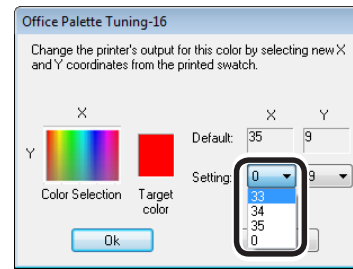 Office Palette Tuning-16
Change the printer's output for this color by selecting new X
and Y coordinates from the printed swatch.
X
X Y
Default: 35 9
Y
Setting: 0 9
33
34
35
0
Color Selection
Target
color
Ok